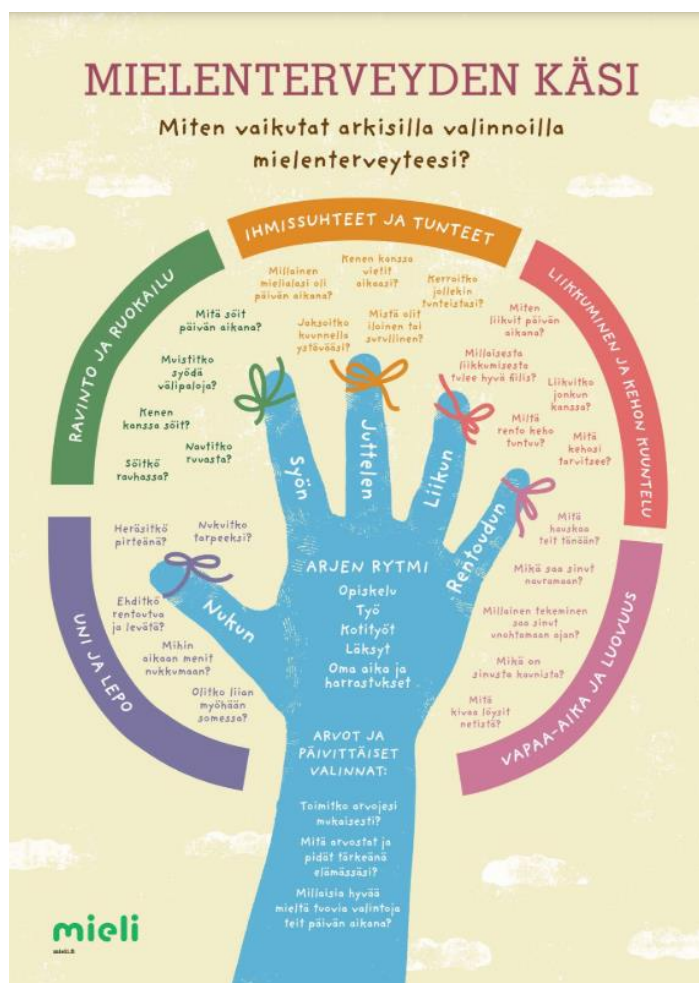 MIELENTERVEYDEN KÄSI
Miten vaikutat arkisilla valinnoilla
mielenterveyteesi?
IHMISSUHTEET JA TUNTEET
Millainen
mielialasi oli
päivän aikana?
Kenen kanssa
vietit
aikaasi?
Kerroitko
jollekin
tunteistasi?
Jaksoitko
kuunnella
ystävääsi?
Mistä olit
iloinen tai
surullinen?
RAVINTO JA RUOKAILU
Mitä söit
päivän aikana?
Muistitko
syödä
välipaloja?
Kenen
kanssa söit?
Nautitko
ruuasta?
Söitkö
rauhassa?
LIIKKUMINEN JA KEHON KUUNTELU
Miten
liikuit päivän
aikana?
Millaisesta
liikkumisesta
tulee hyvä fiilis?
Liikuitko
jonkun
kanssa?
Miltä
rento keho
tuntuu?
Mitä
kehosi
tarvitsee?
UNI JA LEPO
Heräsitkö
pirteänä?
Nukuitko
tarpeeksi?
Ehditkö
rentoutua
ja levätä?
Mihin
aikaan menit
nukkumaan?
Olitko liian
myöhään
somessa?
VAPAA-AIKA JA LUOVUUS
Mitä
hauskaa
teit tänään?
Mikä saa sinut
nauramaan?
Millainen tekeminen
saa sinut
unohtamaan ajan?
Mikä on
sinusta kaunista?
Mitä
kivaa löysit
netistä?
Nukun
Syön
Juttelen
Liikun
Rentoudun
ARJEN RYTMI
Opiskelu
Työ
Kotityöt
Läksyt
Oma aika ja
harrastukset
ARVOT JA
PÄIVITTÄISET
VALINNAT:
Toimitko arvojesi
mukaisesti?
Mitä arvostat ja
pidät tärkeänä
elämässäsi?
Millaisia hyvää
mieltä tuovia valintoja
teit päivän aikana?
mieli
mieli.fi